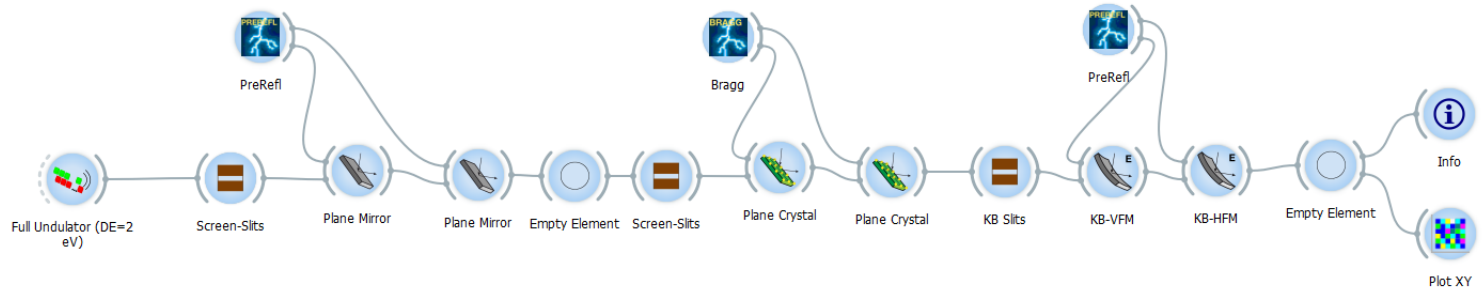 PREREFL
PreRefl
BRAGG
Bragg
PREREFL
PreRefl
Full Undulator (DE=2
eV)
Screen-Slits
Plane Mirror
Plane Mirror
Empty Element
Screen-Slits
Plane Crystal
Plane Crystal
KB Slits
E
KB-VFM
E
KB-HFM
Empty Element
i
Info
Plot XY